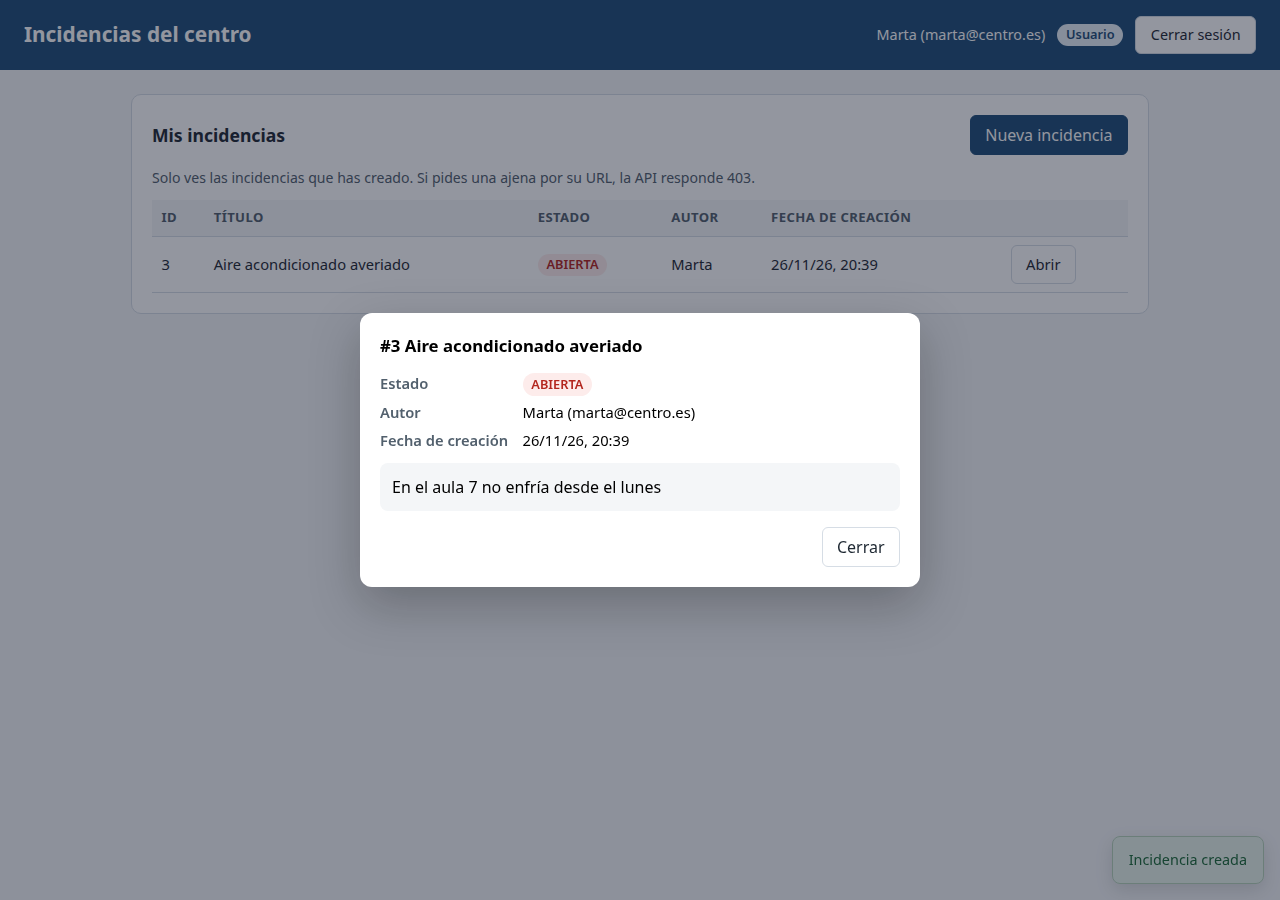 Incidencias del centro
Marta (marta@centro.es) Usuario Cerrar sesión
Mis incidencias Nueva incidencia
Solo ves las incidencias que has creado. Si pides una ajena por su URL, la API responde 403.
ID TÍTULO ESTADO AUTOR FECHA DE CREACIÓN
3 Aire acondicionado averiado ABIERTA Marta 26/11/26, 20:39 Abrir
#3 Aire acondicionado averiado
Estado ABIERTA
Autor Marta (marta@centro.es)
Fecha de creación 26/11/26, 20:39
En el aula 7 no enfría desde el lunes
Cerrar
Incidencia creada